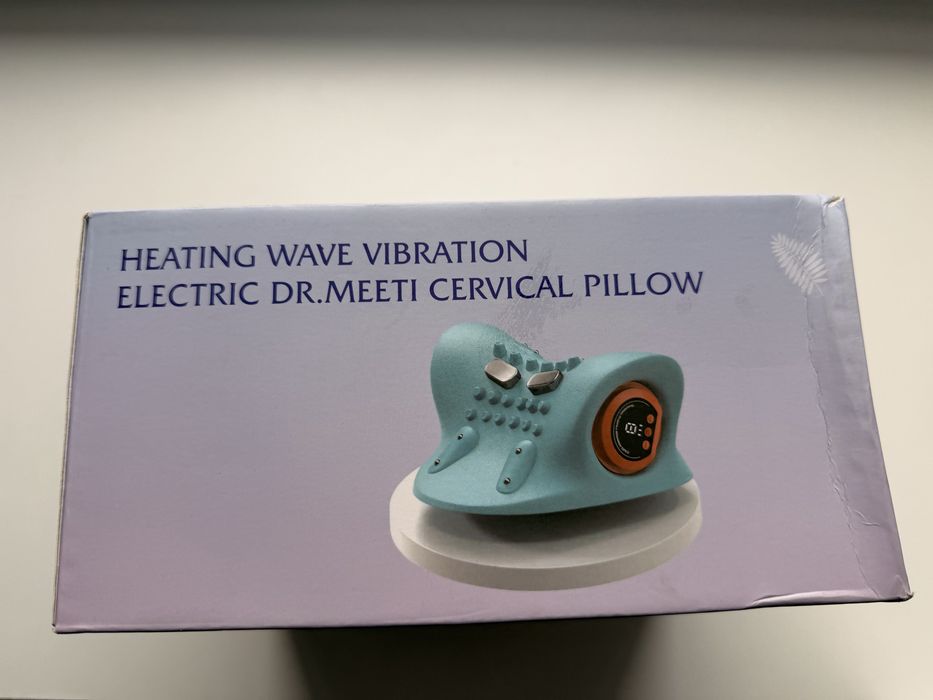 HEATING WAVE VIBRATION
ELECTRIC DR.MEETI CERVICAL PILLOW